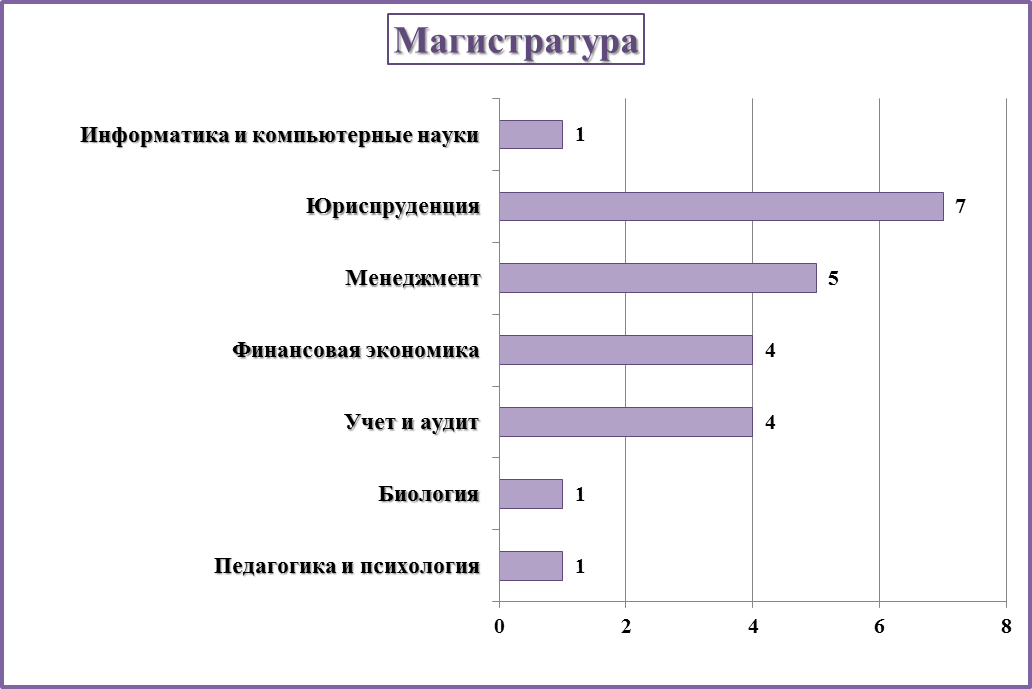 Магистратура
Информатика и компьютерные науки 1
Юриспруденция 7
Менеджмент 5
Финансовая экономика 4
Учет и аудит 4
Биология 1
Педагогика и психология 1
0 2 4 6 8